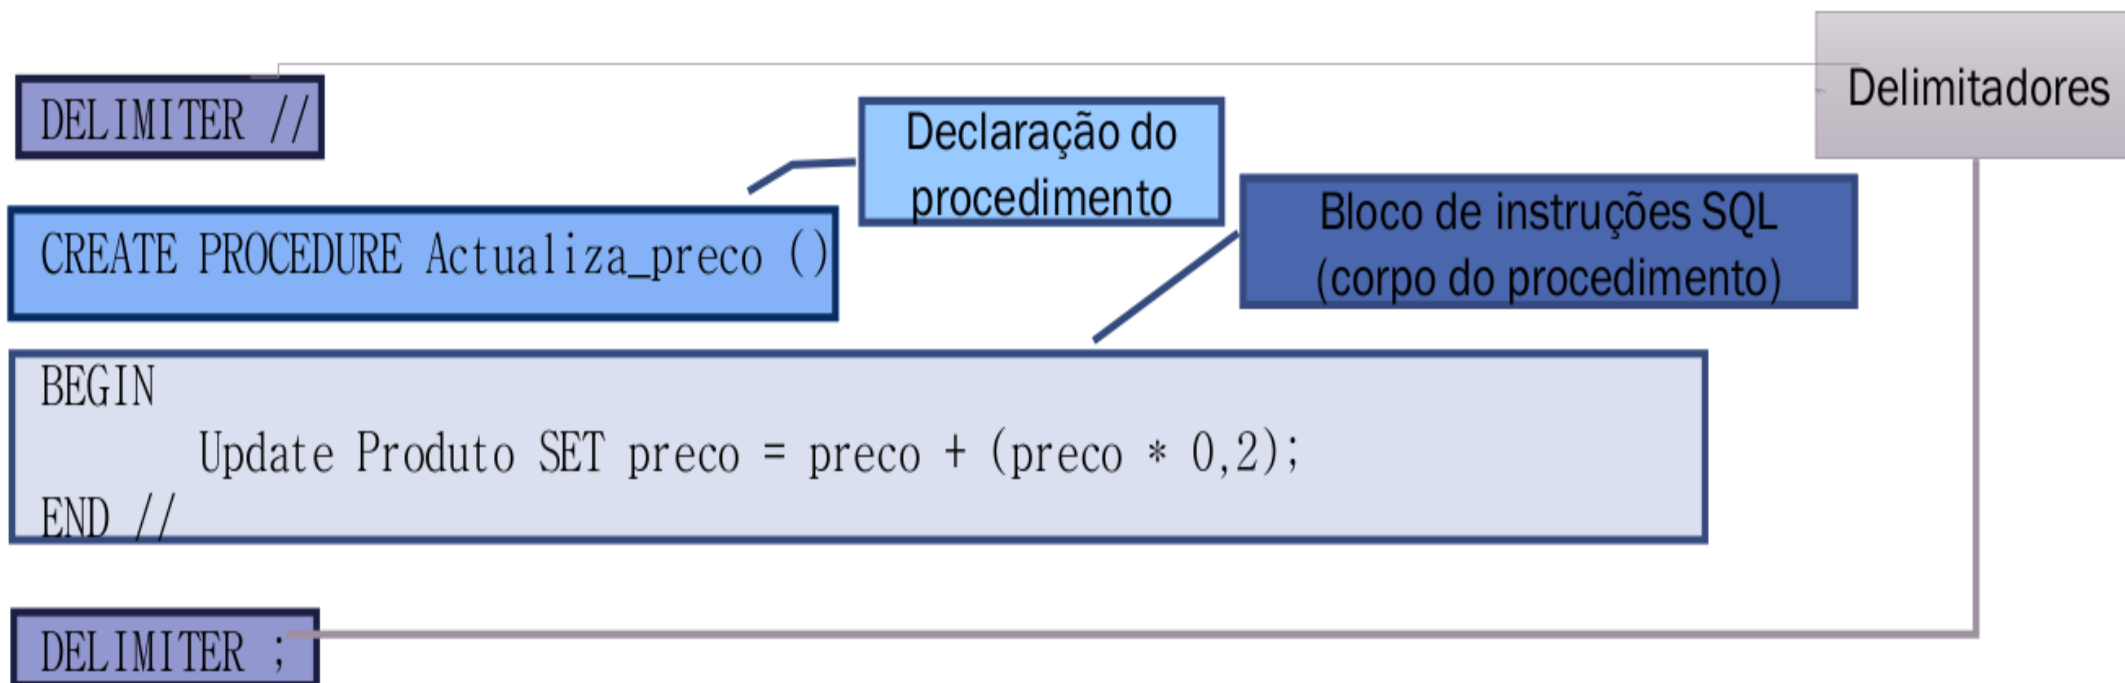 DELIMITER //
Delimitadores
Declaração do
procedimento
CREATE PROCEDURE Actualiza_preco ()
Bloco de instruções SQL
(corpo do procedimento)
BEGIN
Update Produto SET preco = preco + (preco * 0,2);
END //
DELIMITER ;